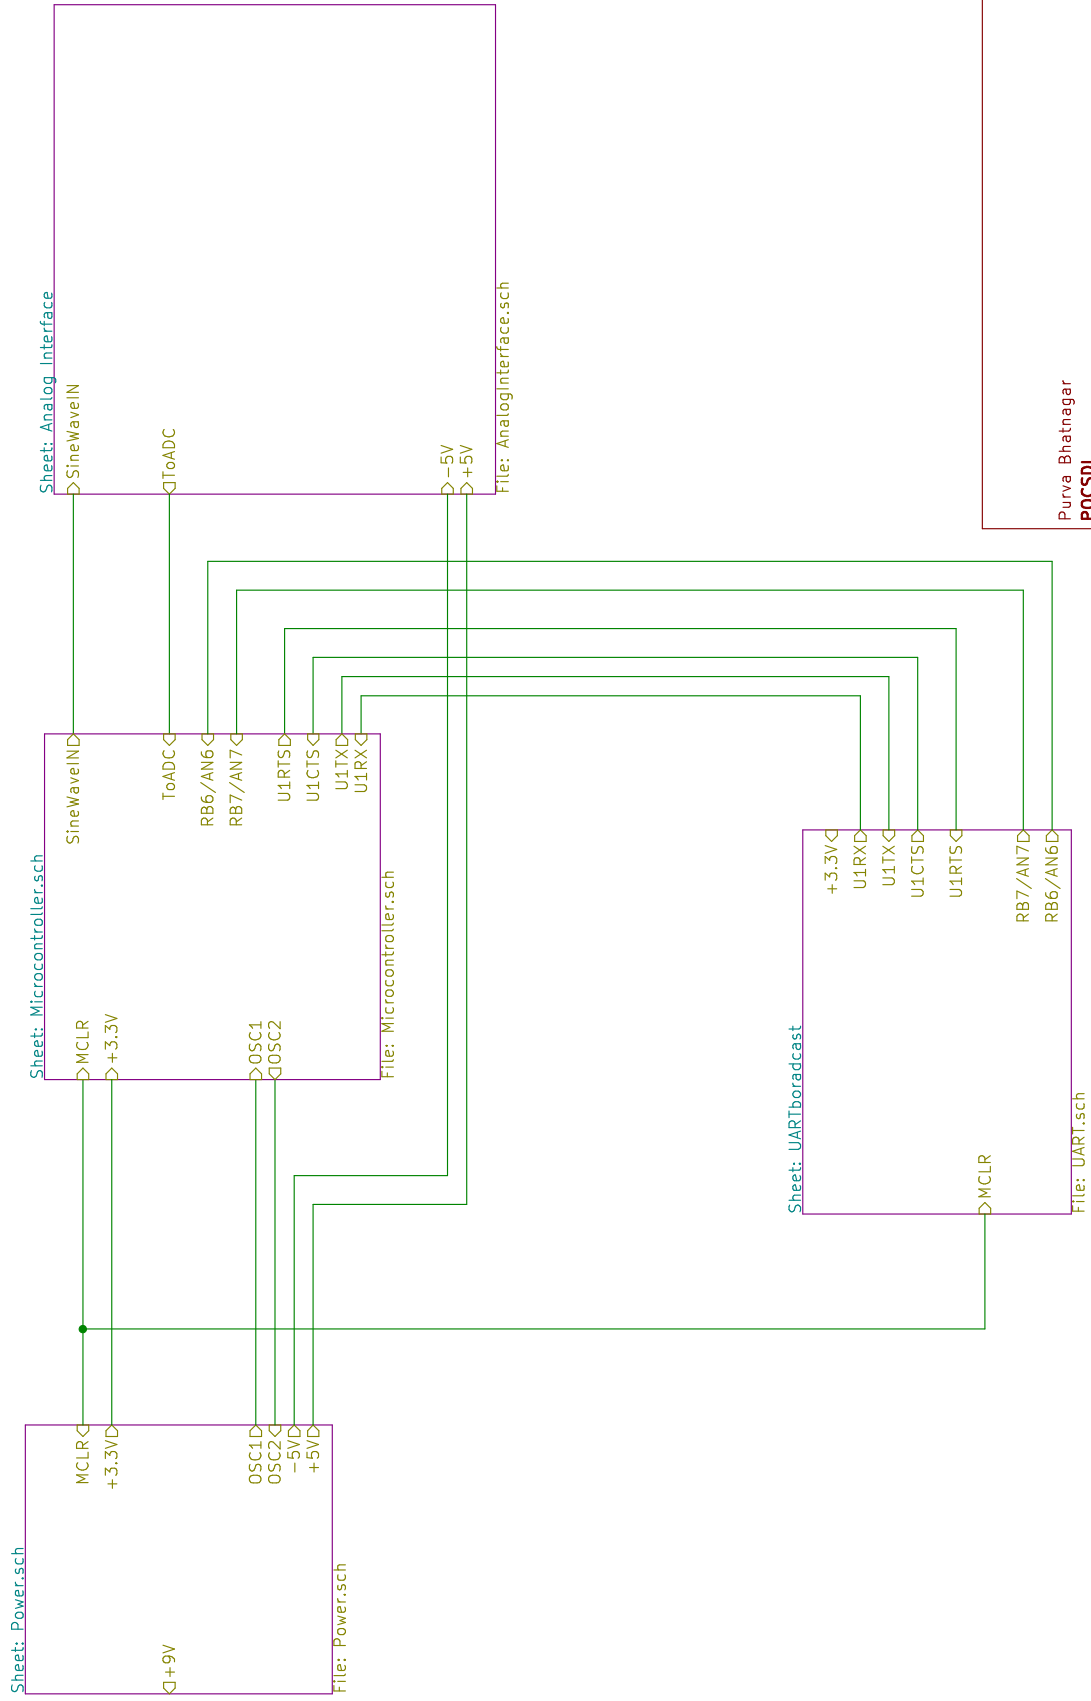 Sheet: Power.sch
+9V
MCLR
+3.3V
OSC1
OSC2
-5V
+5V
File: Power.sch
Sheet: Microcontroller.sch
MCLR
+3.3V
OSC1
OSC2
SineWaveIN
ToADC
RB6/AN6
RB7/AN7
U1RTS
U1CTS
U1TX
U1RX
File: Microcontroller.sch
Sheet: Analog Interface
SineWaveIN
ToADC
-5V
+5V
File: AnalogInterface.sch
Sheet: UARTboradcast
MCLR
+3.3V
U1RX
U1TX
U1CTS
U1RTS
RB7/AN7
RB6/AN6
File: UART.sch
Purva Bhatnagar